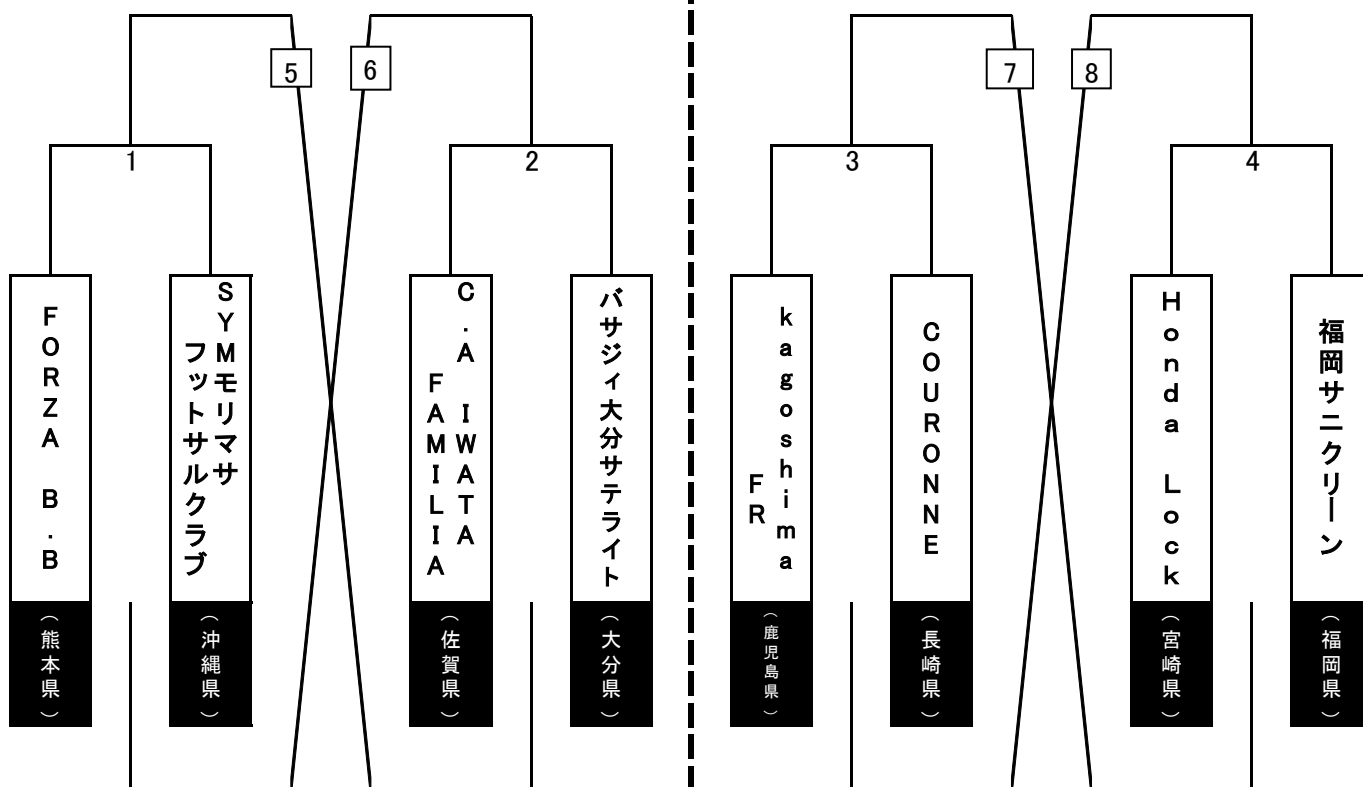 5
6
7
8
1
2
3
4
FORZA B.B
(熊本県)
SYMモリマサ
フットサルクラブ
(沖縄県)
C.A IWATA
FAMILIA
(佐賀県)
バサジィ大分サテライト
(大分県)
kagoshima
FR
(鹿児島県)
COURONNE
(長崎県)
Honda Lock
(宮崎県)
福岡サニクリーン
(福岡県)